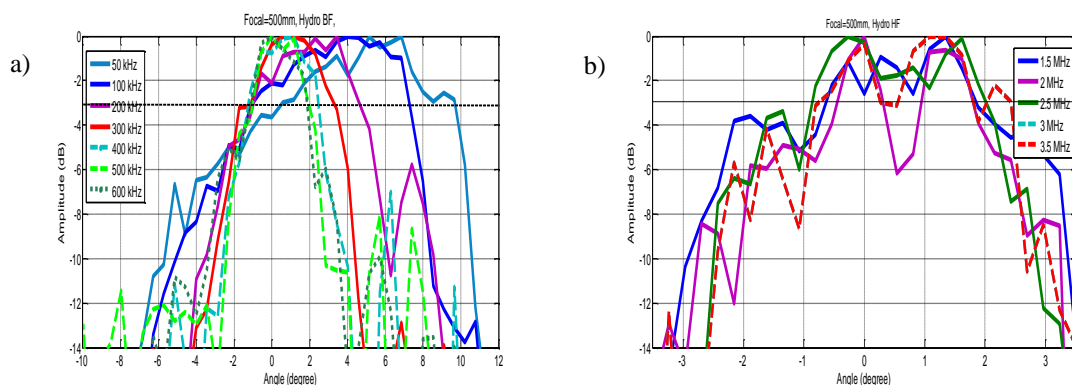 a)
Focal=500mm, Hydro BF,
Amplitude (dB)
0
-2
-4
-6
-8
-10
-12
-14
50 kHz
100 kHz
200 kHz
300 kHz
400 kHz
500 kHz
600 kHz
-10 -8 -6 -4 -2 0 2 4 6 8 10 12
Angle (degree)
b)
Focal=500mm, Hydro HF
Amplitude (dB)
0
-2
-4
-6
-8
-10
-12
-14
1.5 MHz
2 MHz
2.5 MHz
3 MHz
3.5 MHz
-3 -2 -1 0 1 2 3
Angle (degree)